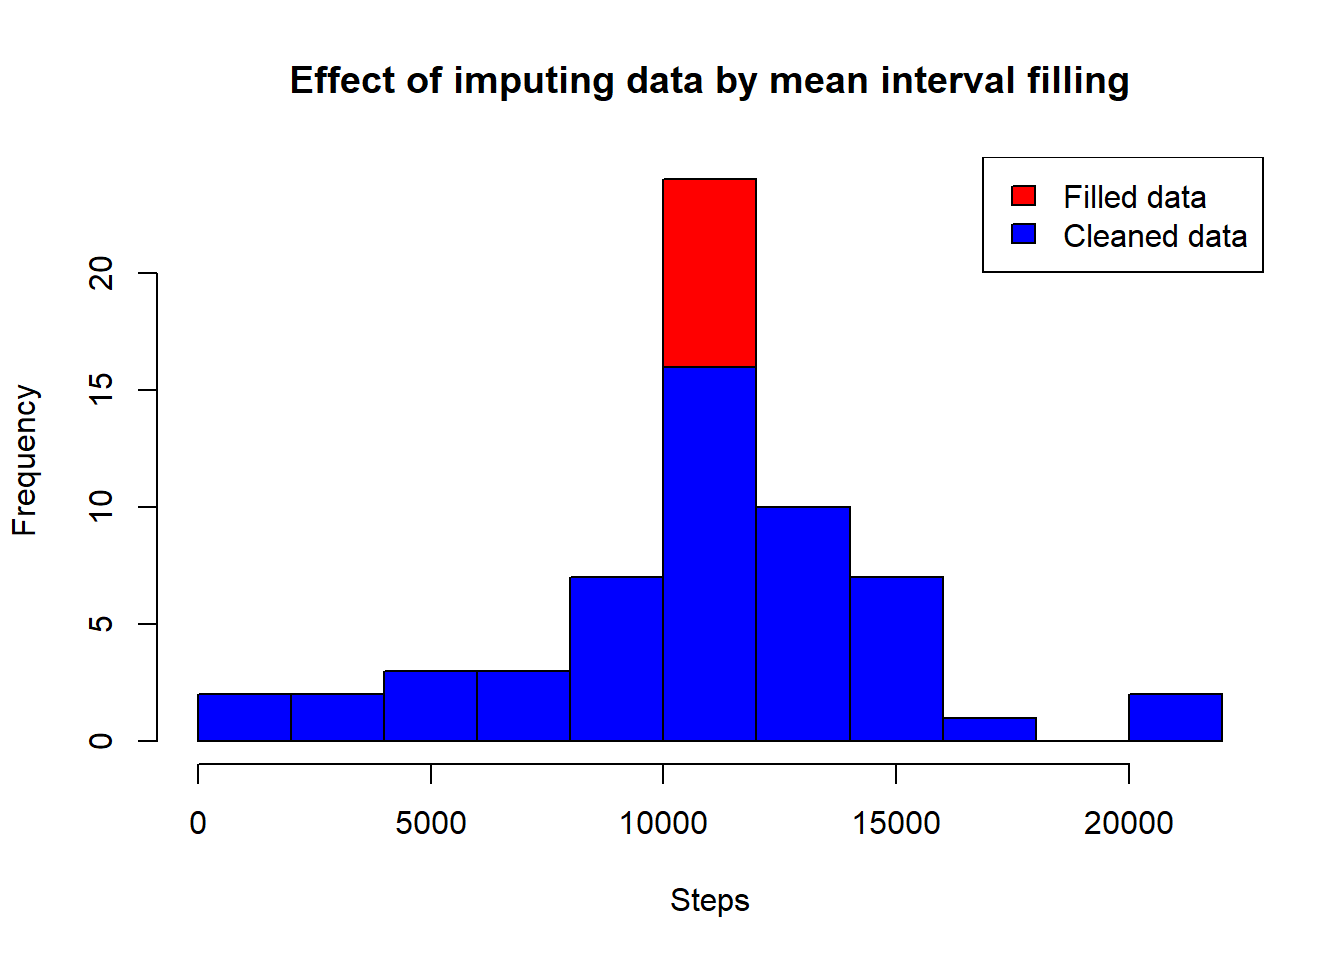 Effect of imputing data by mean interval filling
Filled data
Cleaned data
Frequency
20
15
10
5
0
0 5000 10000 15000 20000
Steps